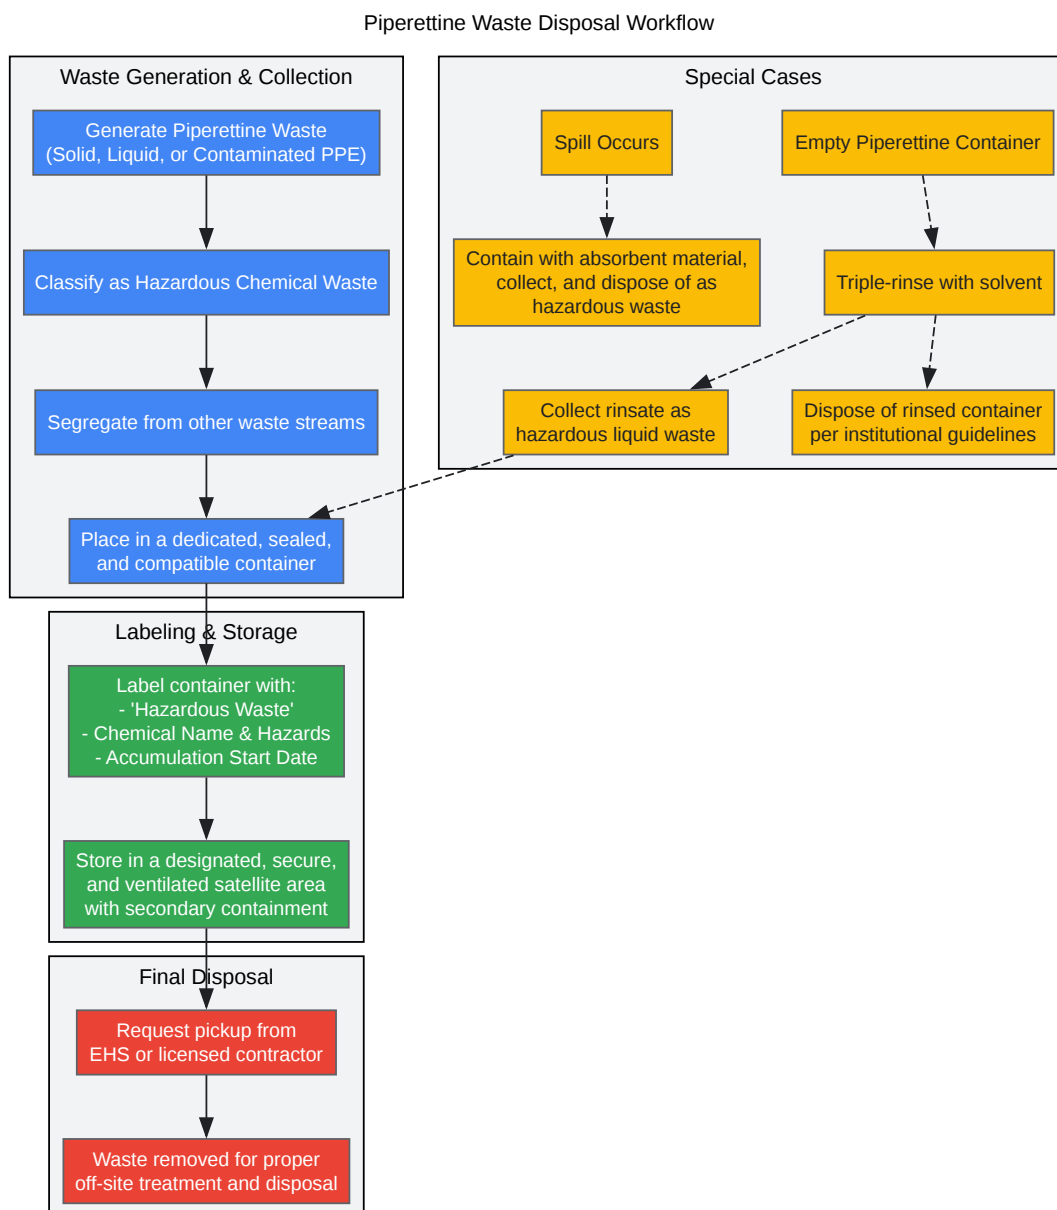 Piperettine Waste Disposal Workflow
Waste Generation & Collection
Generate Piperettine Waste
(Solid, Liquid, or Contaminated PPE)
Classify as Hazardous Chemical Waste
Segregate from other waste streams
Place in a dedicated, sealed,
and compatible container
Special Cases
Spill Occurs
Empty Piperettine Container
Contain with absorbent material,
collect, and dispose of as
hazardous waste
Triple-rinse with solvent
Collect rinsate as
hazardous liquid waste
Dispose of rinsed container
per institutional guidelines
Labeling & Storage
Label container with:
- 'Hazardous Waste'
- Chemical Name & Hazards
- Accumulation Start Date
Store in a designated, secure,
and ventilated satellite area
with secondary containment
Final Disposal
Request pickup from
EHS or licensed contractor
Waste removed for proper
off-site treatment and disposal